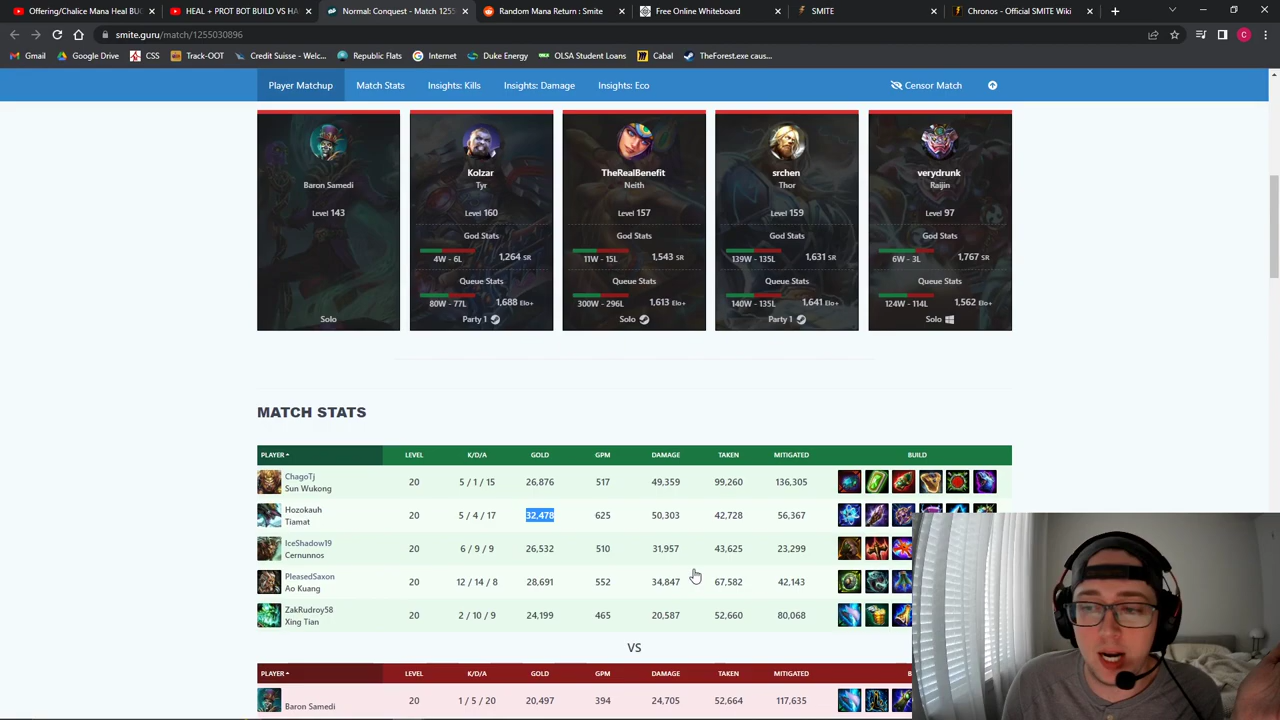 Offering/Chalice Mana Heal BUI
HEAL + PROT BOT BUILD VS HA
Normal: Conquest - Match 1255
Random Mana Return : Smite
Free Online Whiteboard
SMITE
Chronos - Official SMITE Wiki
smite.guru/match/1255030896
C
Gmail
Google Drive
CSS
Track-OOT
Credit Suisse - We...
Republic Flats
Internet
Duke Energy
OLSA Student Loans
Cabal
TheForest.exe caus...
Player Matchup
Match Stats
Insights: Kills
Insights: Damage
Insights: Eco
Censor Match
Baron Samedi
Level 143
Solo
Kolzar
Tyr
Level 160
God Stats
4W - 6L
1,264 SR
Queue Stats
80W - 77L
1,688 Elo+
Party 1
TheRealBenefit
Neith
Level 157
God Stats
11W - 15L
1,543 SR
Queue Stats
300W - 296L
1,613 Elo+
Solo
srchen
Thor
Level 159
God Stats
139W - 135L
1,631 SR
Queue Stats
140W - 135L
1,641 Elo+
Party 1
verydrunk
Raijin
Level 97
God Stats
6W - 3L
1,767 SR
Queue Stats
124W - 114L
1,562 Elo+
Solo
MATCH STATS
PLAYER LEVEL K/D/A GOLD GPM DAMAGE TAKEN MITIGATED BUILD
ChagoTj
Sun Wukong
20 5 / 1 / 15 26,876 517 49,359 99,260 136,305
Hozokauh
Tiamat
20 5 / 4 / 17 32,478 625 50,303 42,728 56,367
IceShadow19
Cernunnos
20 6 / 9 / 9 26,532 510 31,957 43,625 23,299
PleasedSaxon
Ao Kuang
20 12 / 14 / 8 28,691 552 34,847 67,582 42,143
ZakRudroy58
Xing Tian
20 2 / 10 / 9 24,199 465 20,587 52,660 80,068
VS
PLAYER LEVEL K/D/A GOLD GPM DAMAGE TAKEN MITIGATED
Baron Samedi
20 1 / 5 / 20 20,497 394 24,705 52,664 117,635